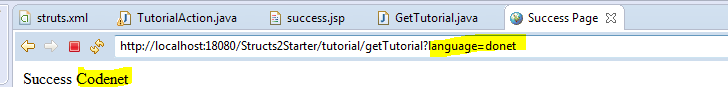 struts.xml TutorialAction.java success.jsp GetTutorial.java Success Page
http://localhost:18080/Structs2Starter/tutorial/getTutorial?language=donet
Success Codenet